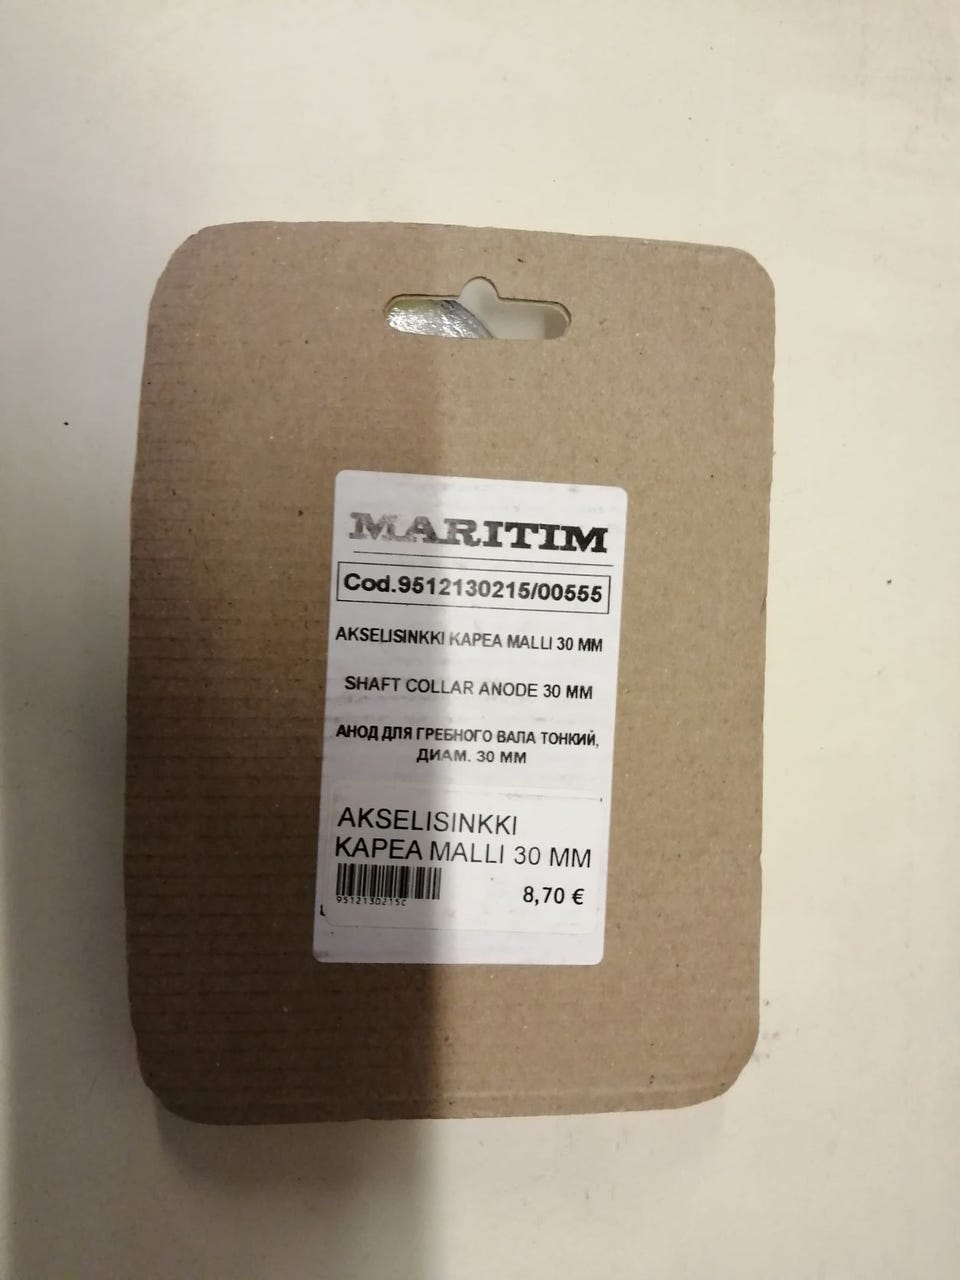 MARITIM
Cod.9512130215/00555
AKSELISINKKI KAPEA MALLI 30 MM
SHAFT COLLAR ANODE 30 MM
АНОД ДЛЯ ГРЕБНОГО ВАЛА ТОНКИЙ,
ДИАМ. 30 ММ
AKSELISINKKI
KAPEA MALLI 30 MM
8,70 €